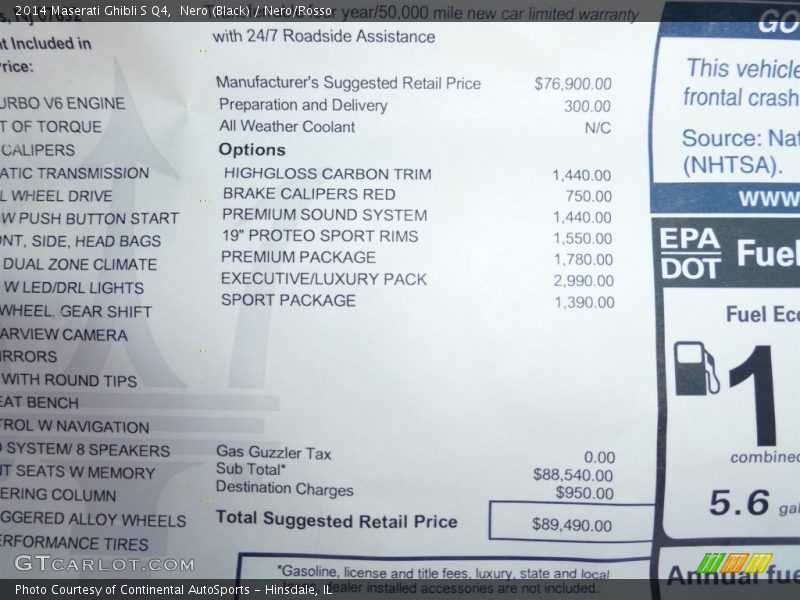 2014 Maserati Ghibli S Q4, Nero (Black) / Nero/Rosso
year/50,000 mile new car limited warranty
with 24/7 Roadside Assistance
Included in
rice:
Manufacturer's Suggested Retail Price $76,900.00
Preparation and Delivery 300.00
All Weather Coolant N/C
Options
HIGHGLOSS CARBON TRIM 1,440.00
BRAKE CALIPERS RED 750.00
PREMIUM SOUND SYSTEM 1,440.00
19" PROTEO SPORT RIMS 1,550.00
PREMIUM PACKAGE 1,780.00
EXECUTIVE/LUXURY PACK 2,990.00
SPORT PACKAGE 1,390.00
URBO V6 ENGINE
T OF TORQUE
CALIPERS
ATIC TRANSMISSION
L WHEEL DRIVE
W PUSH BUTTON START
ONT, SIDE, HEAD BAGS
DUAL ZONE CLIMATE
W LED/DRL LIGHTS
WHEEL, GEAR SHIFT
ARVIEW CAMERA
IRRORS
WITH ROUND TIPS
EAT BENCH
TROL W NAVIGATION
SYSTEM/ 8 SPEAKERS
NT SEATS W MEMORY
ERING COLUMN
GGERED ALLOY WHEELS
ERFORMANCE TIRES
Gas Guzzler Tax 0.00
Sub Total* $88,540.00
Destination Charges $950.00
Total Suggested Retail Price $89,490.00
*Gasoline, license and title fees, luxury, state and local
dealer installed accessories are not included.
GO
This vehicle
frontal crash
Source: Nat
(NHTSA).
www
EPA
DOT
Fuel
Fuel Eco
1
combined
5.6 gal
Annual fue
GTcarlot.com
Photo Courtesy of Continental AutoSports - Hinsdale, IL